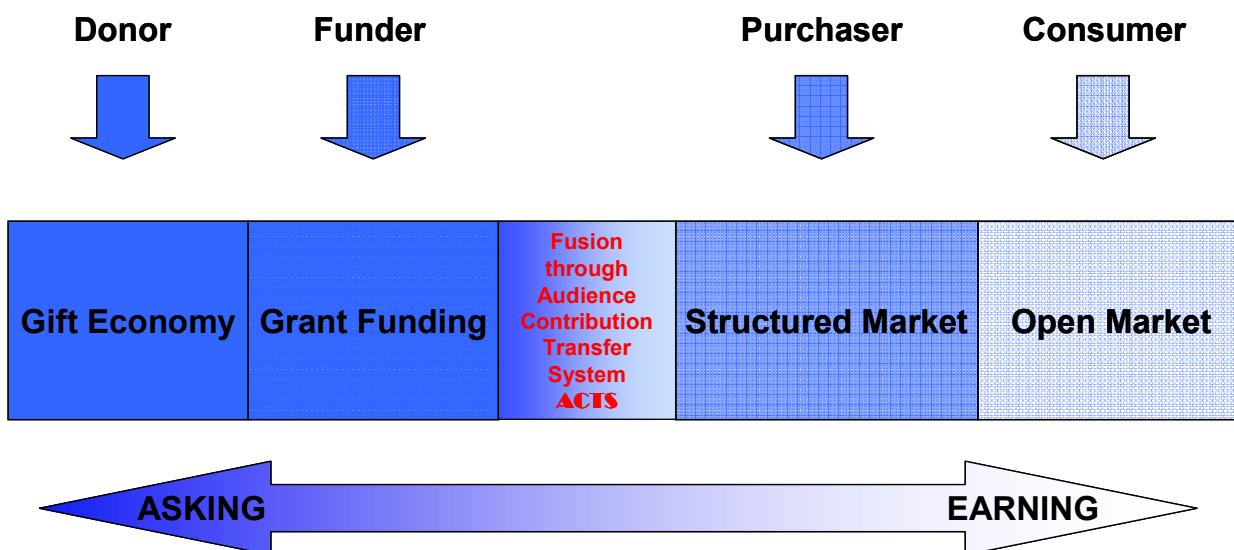 Donor Funder Purchaser Consumer
Gift Economy
Grant Funding
Fusion
through
Audience
Contribution
Transfer
System
ACTS
Structured Market
Open Market
ASKING EARNING